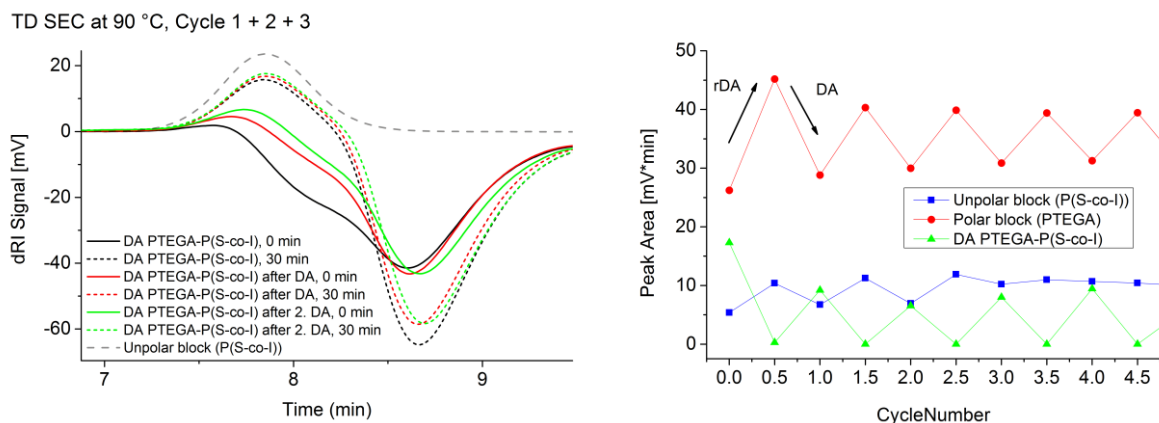 TD SEC at 90 °C, Cycle 1 + 2 + 3
dRI Signal [mV]
20
0
-20
-40
-60
DA PTEGA-P(S-co-I), 0 min
DA PTEGA-P(S-co-I), 30 min
DA PTEGA-P(S-co-I) after DA, 0 min
DA PTEGA-P(S-co-I) after DA, 30 min
DA PTEGA-P(S-co-I) after 2. DA, 0 min
DA PTEGA-P(S-co-I) after 2. DA, 30 min
Unpolar block (P(S-co-I))
7 8 9
Time (min)
Peak Area [mV*min]
50
40
30
20
10
0
rDA DA
Unpolar block (P(S-co-I))
Polar block (PTEGA)
DA PTEGA-P(S-co-I)
0.0 0.5 1.0 1.5 2.0 2.5 3.0 3.5 4.0 4.5
CycleNumber